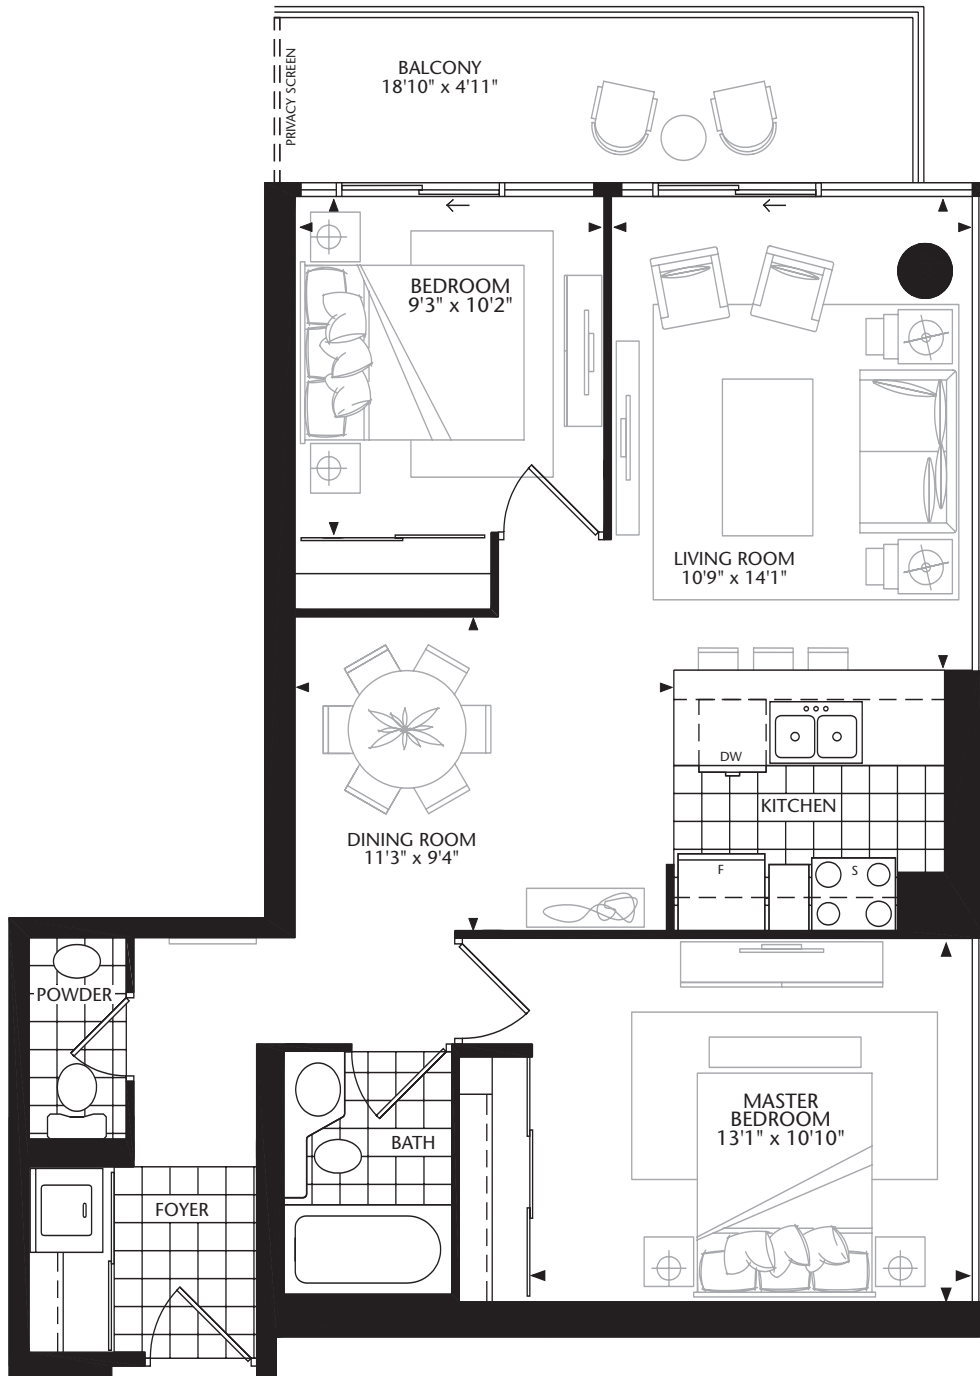 BALCONY
18'10" x 4'11"
PRIVACY SCREEN
BEDROOM
9'3" x 10'2"
LIVING ROOM
10'9" x 14'1"
DW
KITCHEN
DINING ROOM
11'3" x 9'4"
F
S
POWDER
MASTER
BEDROOM
13'1" x 10'10"
BATH
FOYER